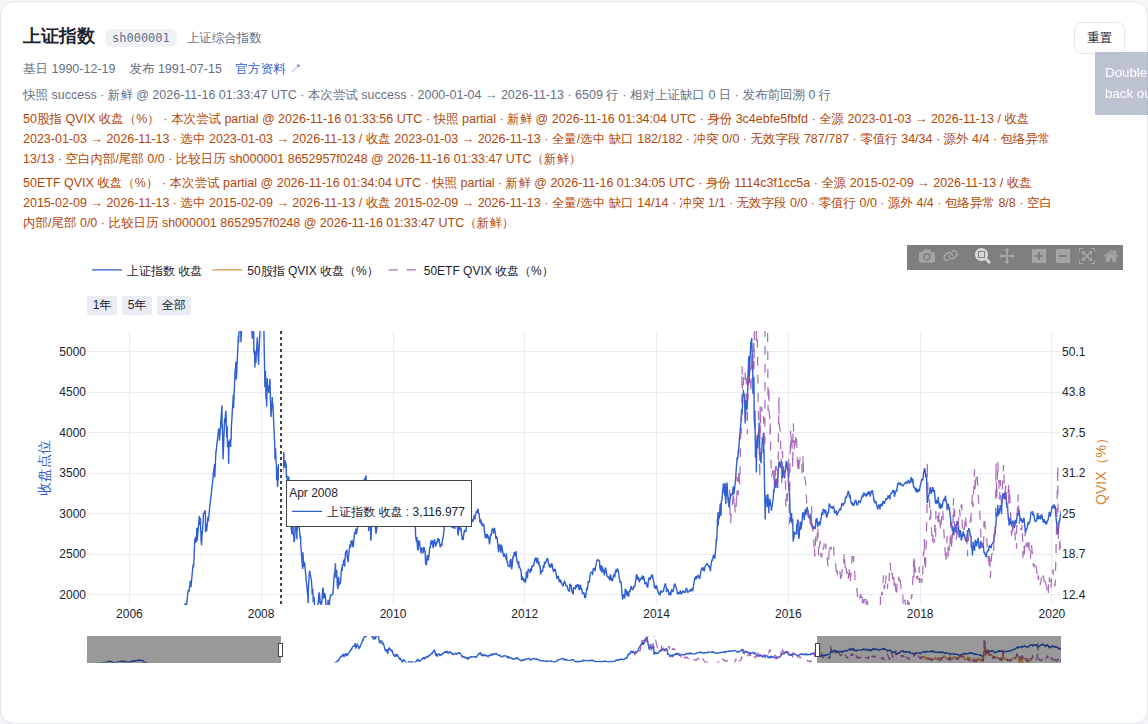 上证指数 sh000001 上证综合指数
重置
基日 1990-12-19 发布 1991-07-15 官方资料 ↗
Double
back ou
快照 success · 新鲜 @ 2026-11-16 01:33:47 UTC · 本次尝试 success · 2000-01-04 → 2026-11-13 · 6509 行 · 相对上证缺口 0 日 · 发布前回溯 0 行
50股指 QVIX 收盘（%） · 本次尝试 partial @ 2026-11-16 01:33:56 UTC · 快照 partial · 新鲜 @ 2026-11-16 01:34:04 UTC · 身份 3c4ebfe5fbfd · 全源 2023-01-03 → 2026-11-13 / 收盘
2023-01-03 → 2026-11-13 · 选中 2023-01-03 → 2026-11-13 / 收盘 2023-01-03 → 2026-11-13 · 全量/选中 缺口 182/182 · 冲突 0/0 · 无效字段 787/787 · 零值行 34/34 · 源外 4/4 · 包络异常
13/13 · 空白内部/尾部 0/0 · 比较日历 sh000001 8652957f0248 @ 2026-11-16 01:33:47 UTC（新鲜）
50ETF QVIX 收盘（%） · 本次尝试 partial @ 2026-11-16 01:34:04 UTC · 快照 partial · 新鲜 @ 2026-11-16 01:34:05 UTC · 身份 1114c3f1cc5a · 全源 2015-02-09 → 2026-11-13 / 收盘
2015-02-09 → 2026-11-13 · 选中 2015-02-09 → 2026-11-13 / 收盘 2015-02-09 → 2026-11-13 · 全量/选中 缺口 14/14 · 冲突 1/1 · 无效字段 0/0 · 零值行 0/0 · 源外 4/4 · 包络异常 8/8 · 空白
内部/尾部 0/0 · 比较日历 sh000001 8652957f0248 @ 2026-11-16 01:33:47 UTC（新鲜）
上证指数 收盘 50股指 QVIX 收盘（%） 50ETF QVIX 收盘（%）
1年 5年 全部
5000 50.1
4500 43.8
4000 37.5
3500 31.2
3000 25
2500 18.7
2000 12.4
收盘点位
QVIX（%）
Apr 2008
上证指数 收盘 : 3,116.977
2006 2008 2010 2012 2014 2016 2018 2020